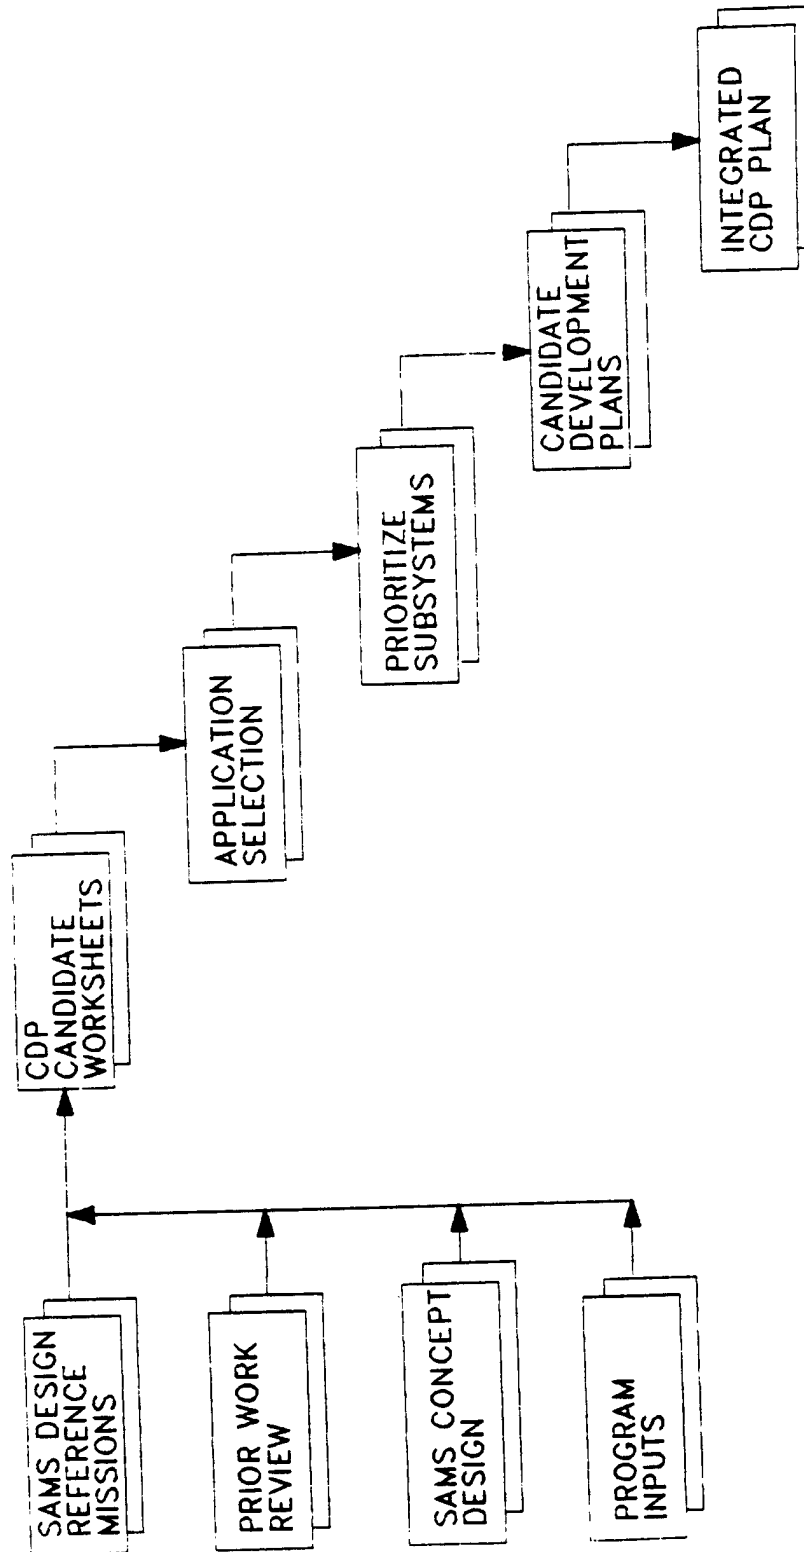 SAMS DESIGN
REFERENCE
MISSIONS
PRIOR WORK
REVIEW
SAMS CONCEPT
DESIGN
PROGRAM
INPUTS
CDP
CANDIDATE
WORKSHEETS
APPLICATION
SELECTION
PRIORITIZE
SUBSYSTEMS
CANDIDATE
DEVELOPMENT
PLANS
INTEGRATED
CDP PLAN